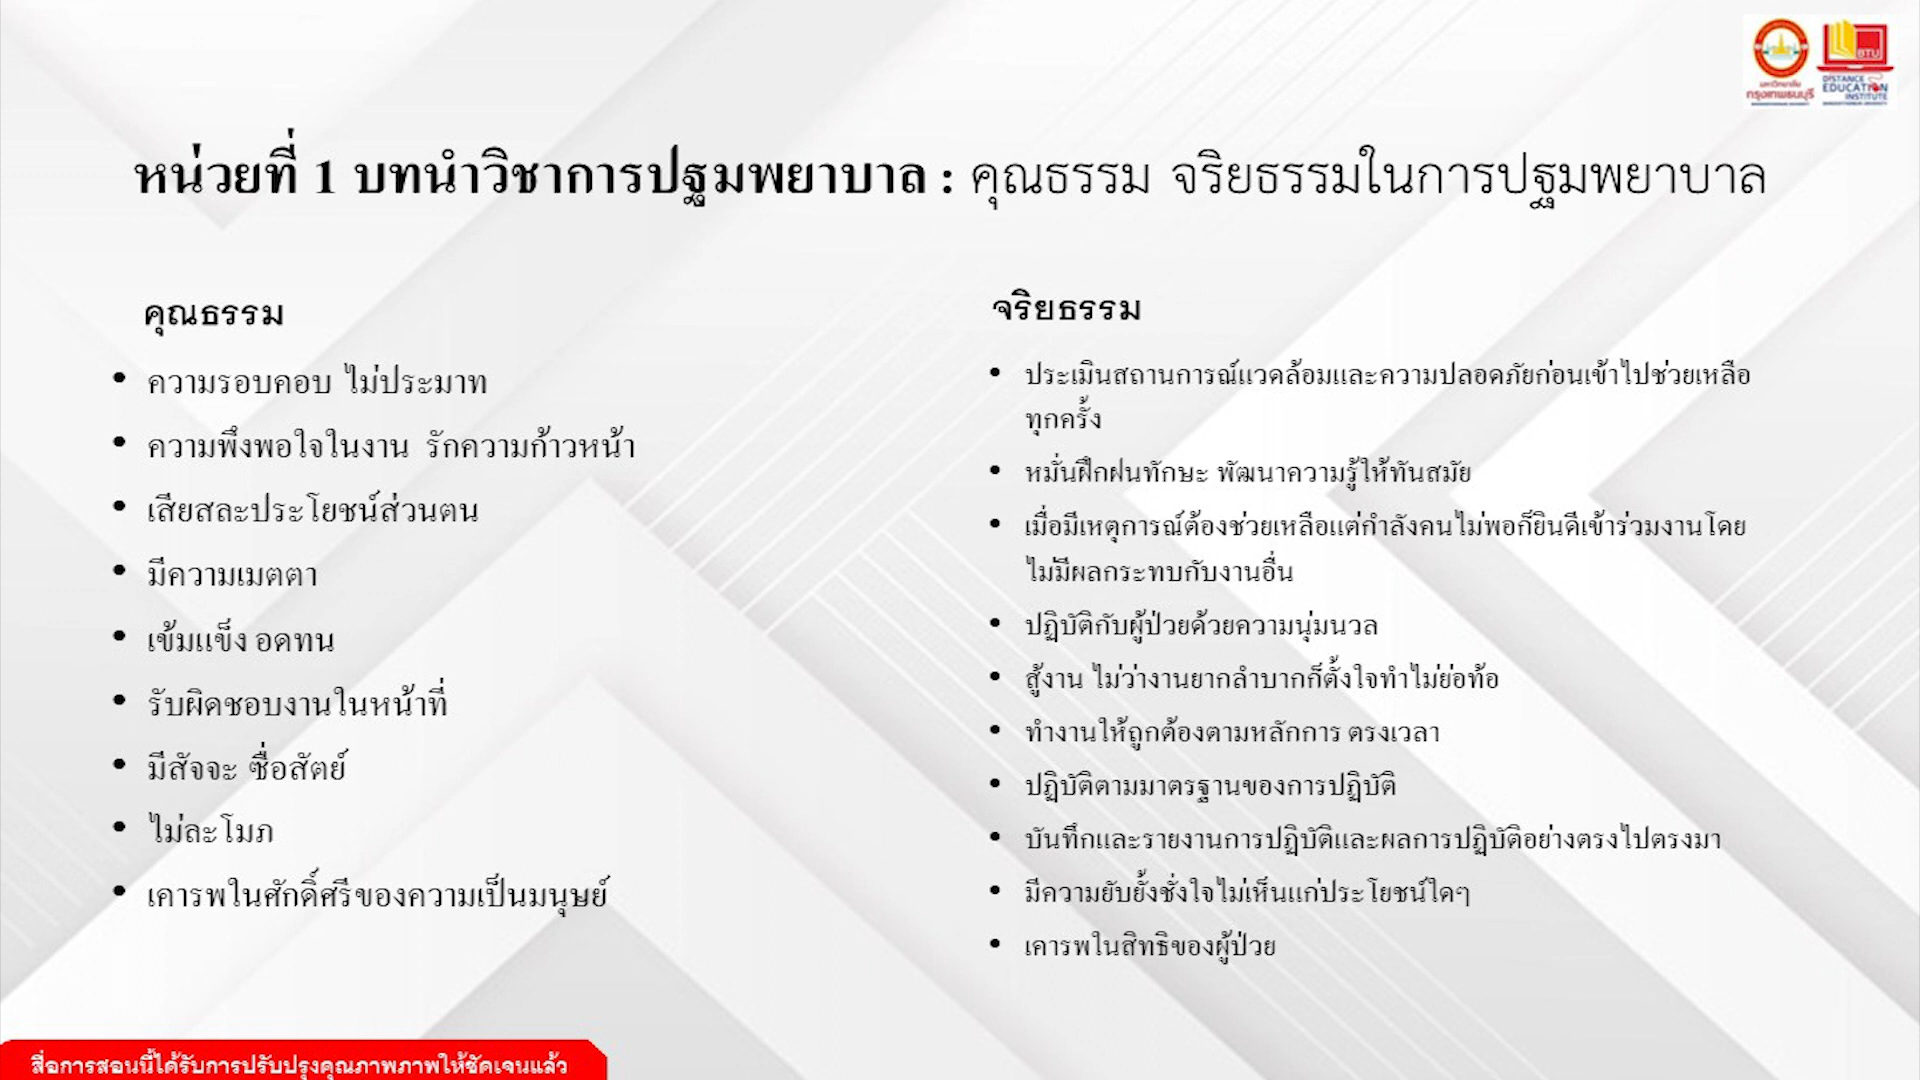 มหาวิทยาลัย
กรุงเทพธนบุรี
BTU
DISTANCE
EDUCATION
INSTITUTE
หน่วยที่ 1 บทนำวิชาการปฐมพยาบาล : คุณธรรม จริยธรรมในการปฐมพยาบาล
คุณธรรม
• ความรอบคอบ ไม่ประมาท
• ความพึงพอใจในงาน รักความก้าวหน้า
• เสียสละประโยชน์ส่วนตน
• มีความเมตตา
• เข้มแข็ง อดทน
• รับผิดชอบงานในหน้าที่
• มีสัจจะ ซื่อสัตย์
• ไม่ละโมภ
• เคารพในศักดิ์ศรีของความเป็นมนุษย์
จริยธรรม
• ประเมินสถานการณ์แวดล้อมและความปลอดภัยก่อนเข้าไปช่วยเหลือ
ทุกครั้ง
• หมั่นฝึกฝนทักษะ พัฒนาความรู้ให้ทันสมัย
• เมื่อมีเหตุการณ์ต้องช่วยเหลือแต่กำลังคนไม่พอก็ยินดีเข้าร่วมงานโดย
ไม่มีผลกระทบกับงานอื่น
• ปฏิบัติกับผู้ป่วยด้วยความนุ่มนวล
• สู้งาน ไม่ว่างานยากลำบากก็ตั้งใจทำไม่ย่อท้อ
• ทำงานให้ถูกต้องตามหลักการ ตรงเวลา
• ปฏิบัติตามมาตรฐานของการปฏิบัติ
• บันทึกและรายงานการปฏิบัติและผลการปฏิบัติอย่างตรงไปตรงมา
• มีความยับยั้งชั่งใจไม่เห็นแก่ประโยชน์ใดๆ
• เคารพในสิทธิของผู้ป่วย
สื่อการสอนนี้ได้รับการปรับปรุงคุณภาพภาพให้ชัดเจนแล้ว